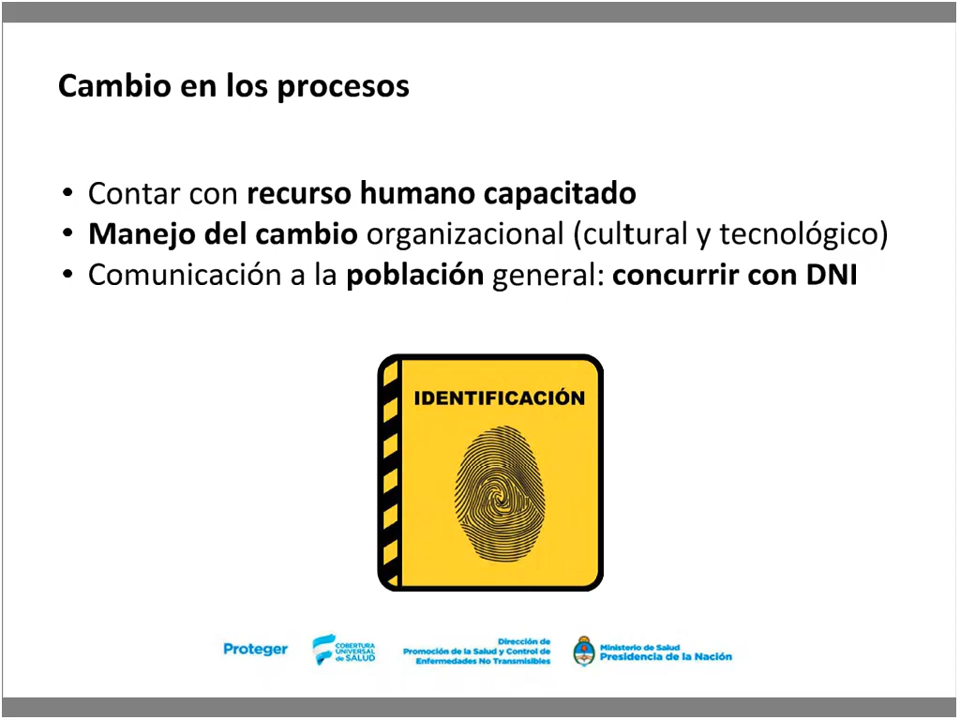 Cambio en los procesos
• Contar con recurso humano capacitado
• Manejo del cambio organizacional (cultural y tecnológico)
• Comunicación a la población general: concurrir con DNI
IDENTIFICACIÓN
Proteger
COBERTURA
UNIVERSAL
de SALUD
Dirección de
Promoción de la Salud y Control de
Enfermedades No Transmisibles
Ministerio de Salud
Presidencia de la Nación